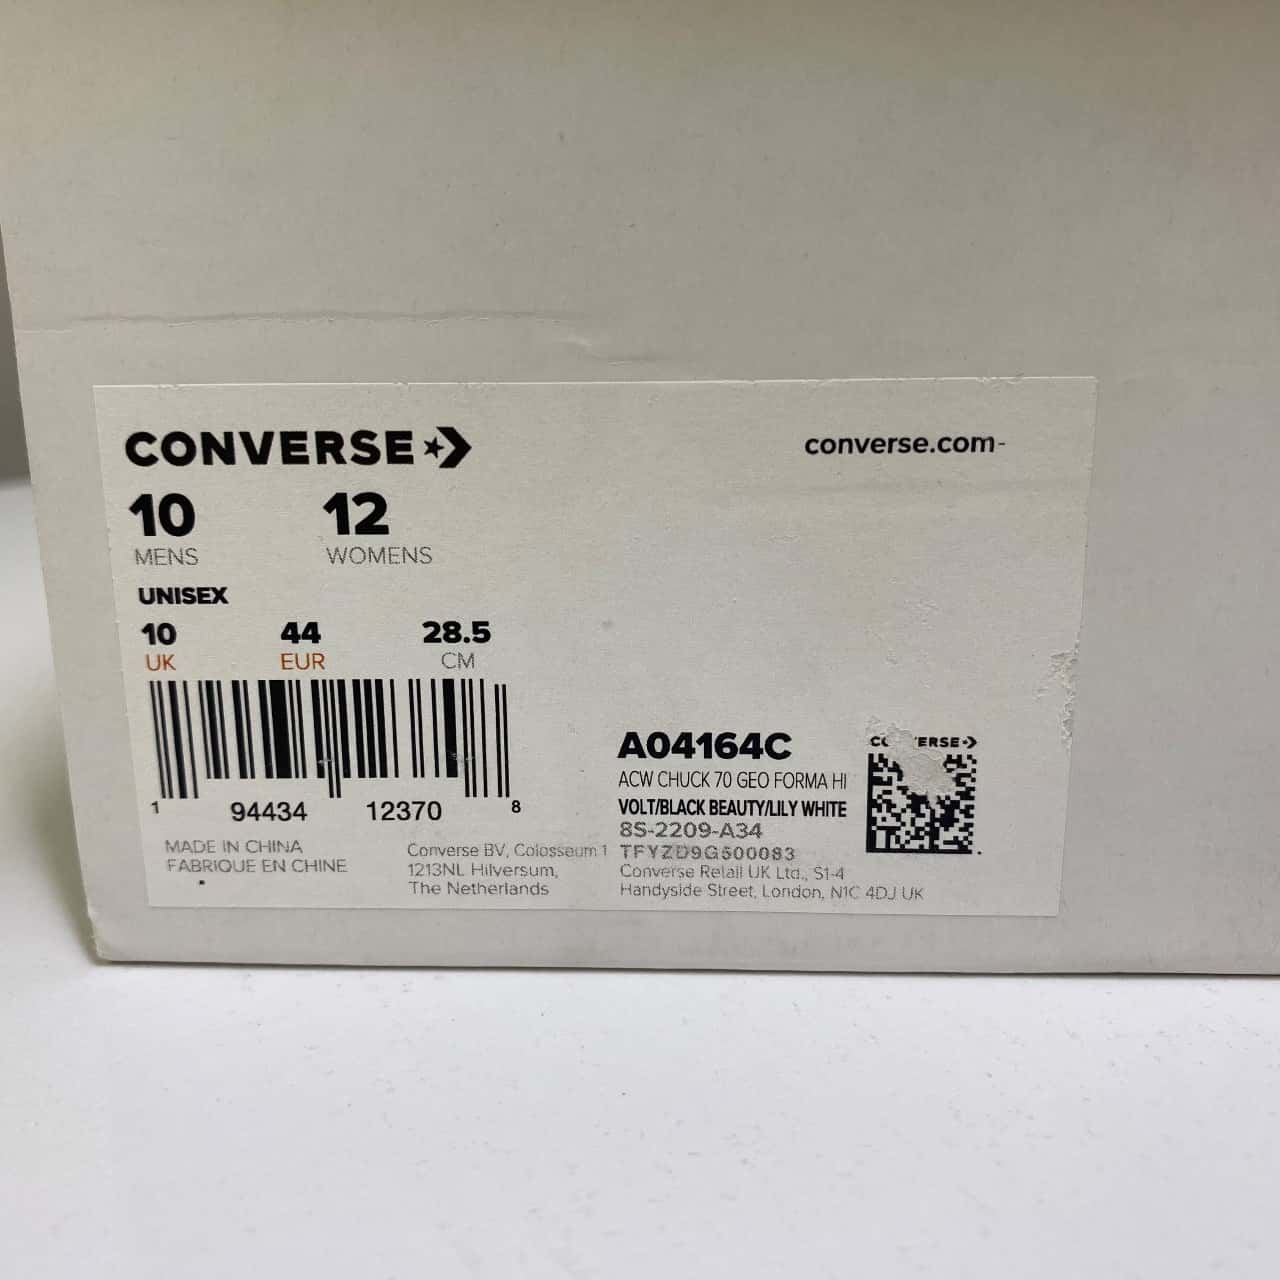 CONVERSE
converse.com
10 12
MENS WOMENS
UNISEX
10 44 28.5
UK EUR CM
1 94434 12370 8
MADE IN CHINA
FABRIQUE EN CHINE
Converse BV, Colosseum 1
1213NL Hilversum,
The Netherlands
A04164C
ACW CHUCK 70 GEO FORMA HI
VOLT/BLACK BEAUTY/LILY WHITE
8S-2209-A34
TFYZD9G500083
Converse Retail UK Ltd., S1-4
Handyside Street, London, N1C 4DJ UK